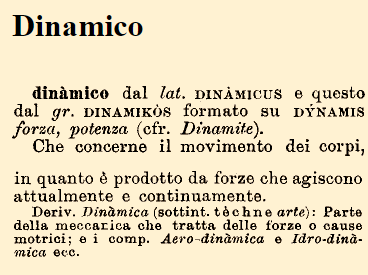 Dinamico
dinàmico dal lat. DINÀMICUS e questo
dal gr. DINAMIKÒS formato su DÝNAMIS
forza, potenza (cfr. Dinamite).
Che concerne il movimento dei corpi,
in quanto è prodotto da forze che agiscono
attualmente e continuamente.
Deriv. Dinàmica (sottint. tèchne arte): Parte
della meccanica che tratta delle forze o cause
motrici; e i comp. Aero-dinàmica e Idro-dinà-
mica ecc.